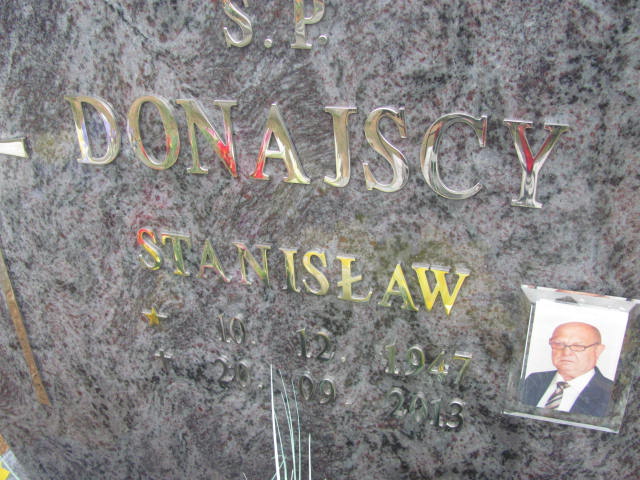 S.P.
DONAJSCY
STANISŁAW
10. 12. 1947
20. 09. 2013